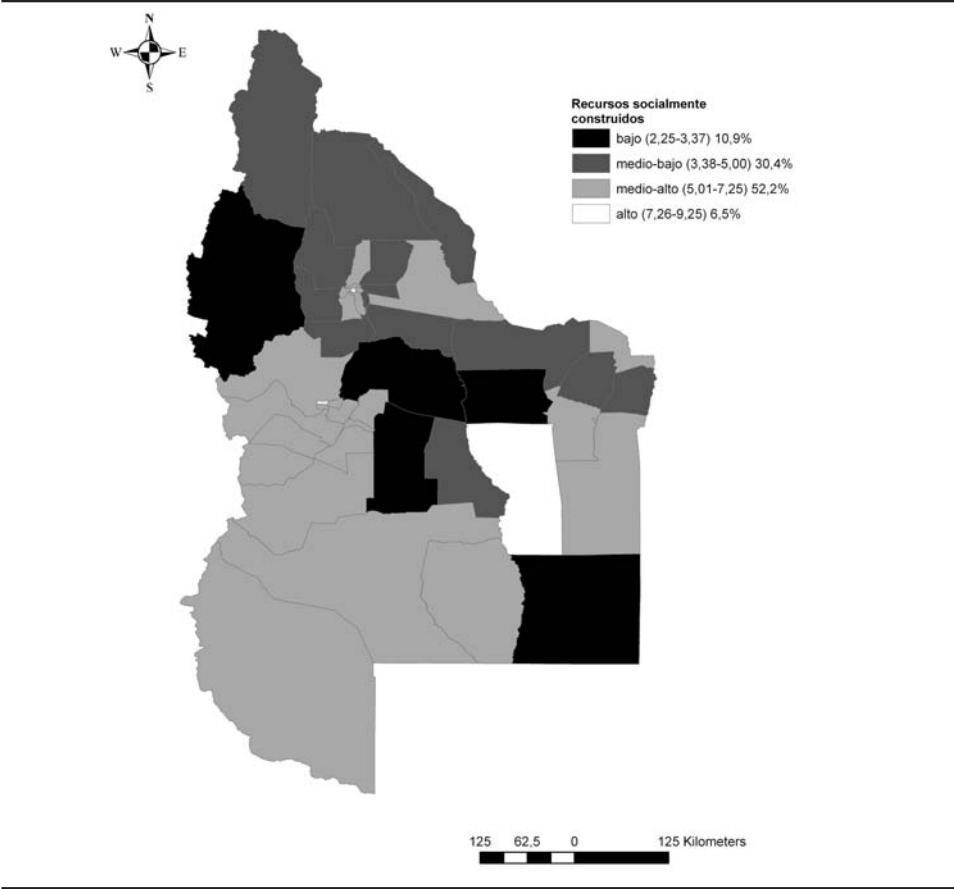 N
W E
S
Recursos socialmente
construidos
bajo (2,25-3,37) 10,9%
medio-bajo (3,38-5,00) 30,4%
medio-alto (5,01-7,25) 52,2%
alto (7,26-9,25) 6,5%
125 62,5 0 125 Kilometers